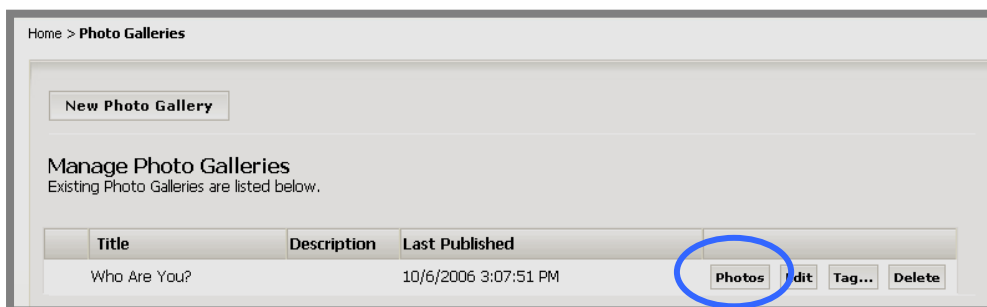 Home > Photo Galleries
New Photo Gallery
Manage Photo Galleries
Existing Photo Galleries are listed below.
Title Description Last Published
Who Are You? 10/6/2006 3:07:51 PM Photos Edit Tag... Delete